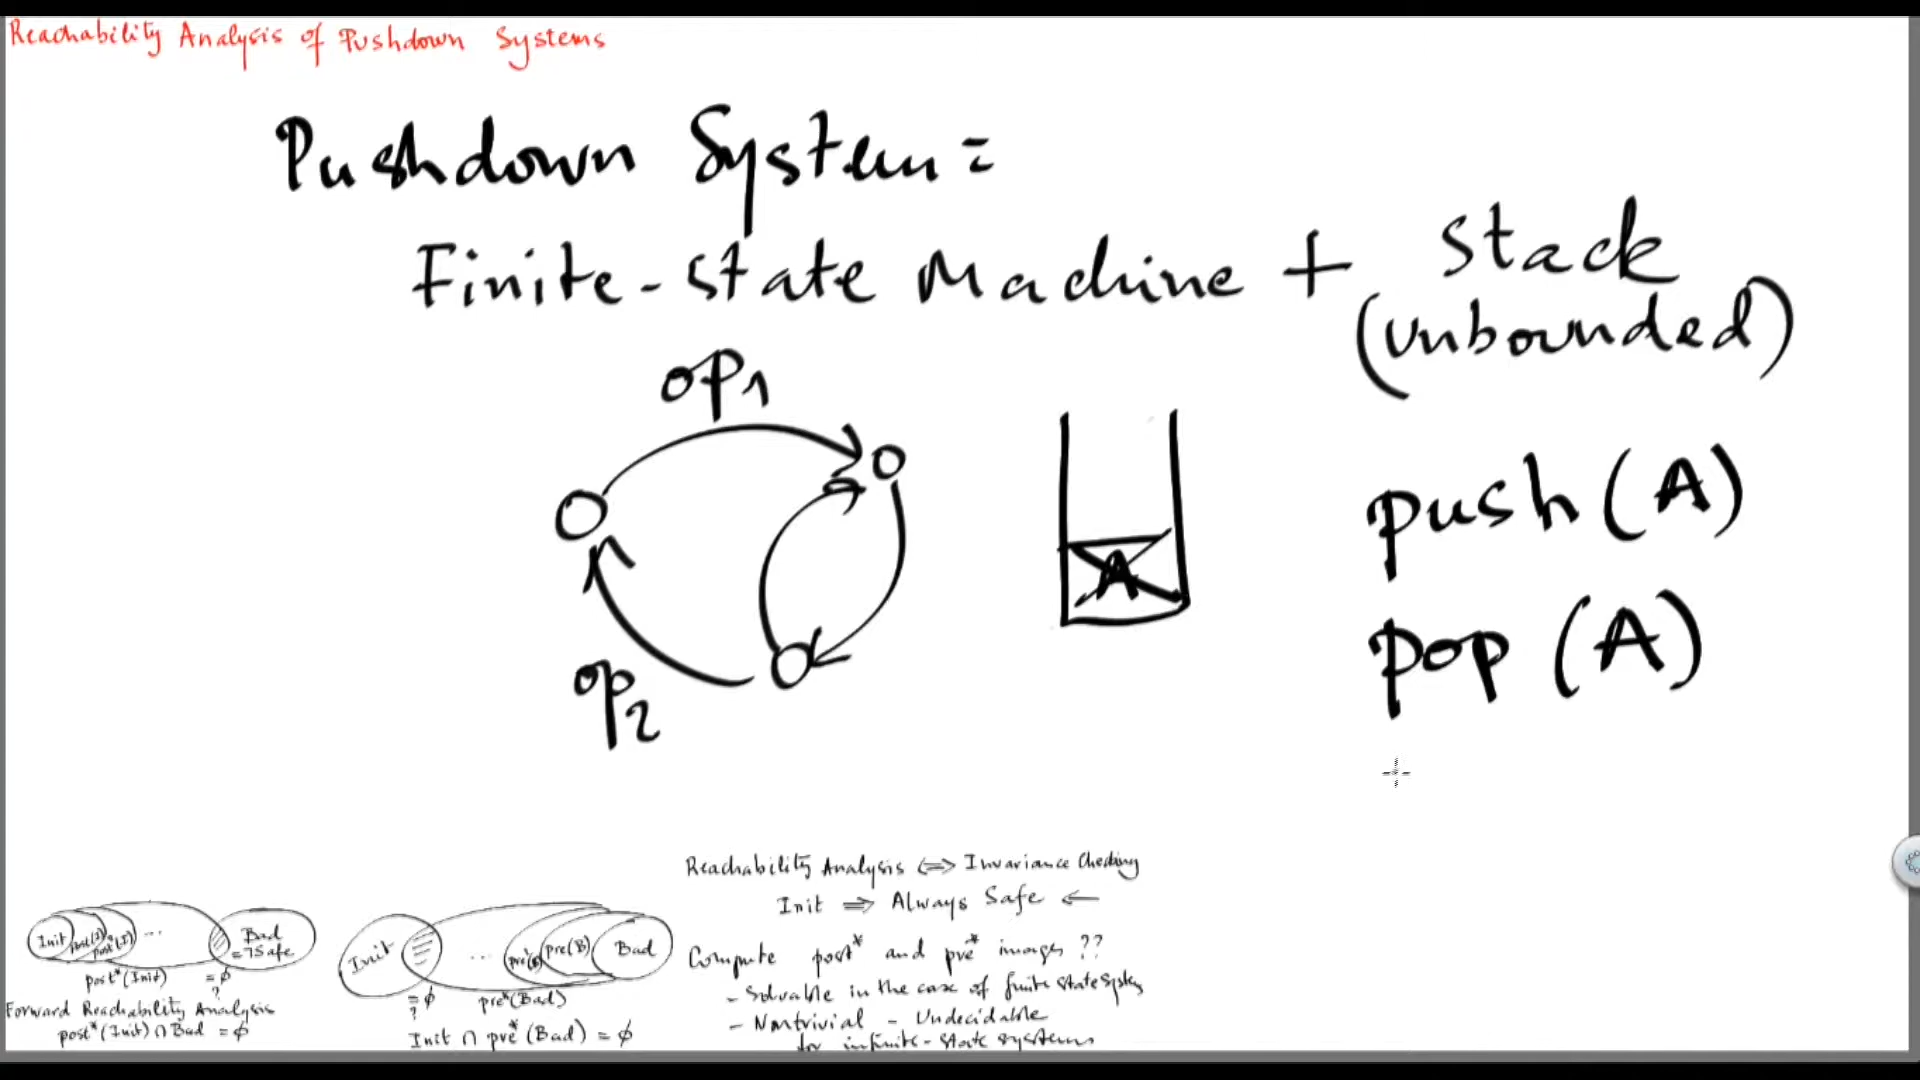 Reachability Analysis of Pushdown Systems
Pushdown System =
Finite-state Machine + Stack
(unbounded)
op1
op2
A
push(A)
pop(A)
Init
...
Bad
= ¬Safe
post*(Init)
= ∅
?
Forward Reachability Analysis
post*(Init) ∩ Bad = ∅
Init
...
pre(B)
Bad
= ∅
?
pre*(Bad)
Init ∩ pre*(Bad) = ∅
Reachability Analysis ⇔ Invariance Checking
Init ⇒ Always Safe ←
Compute post* and pre* images ??
- Solvable in the case of finite state
- Nontrivial - Undecidable
for infinite-state systems